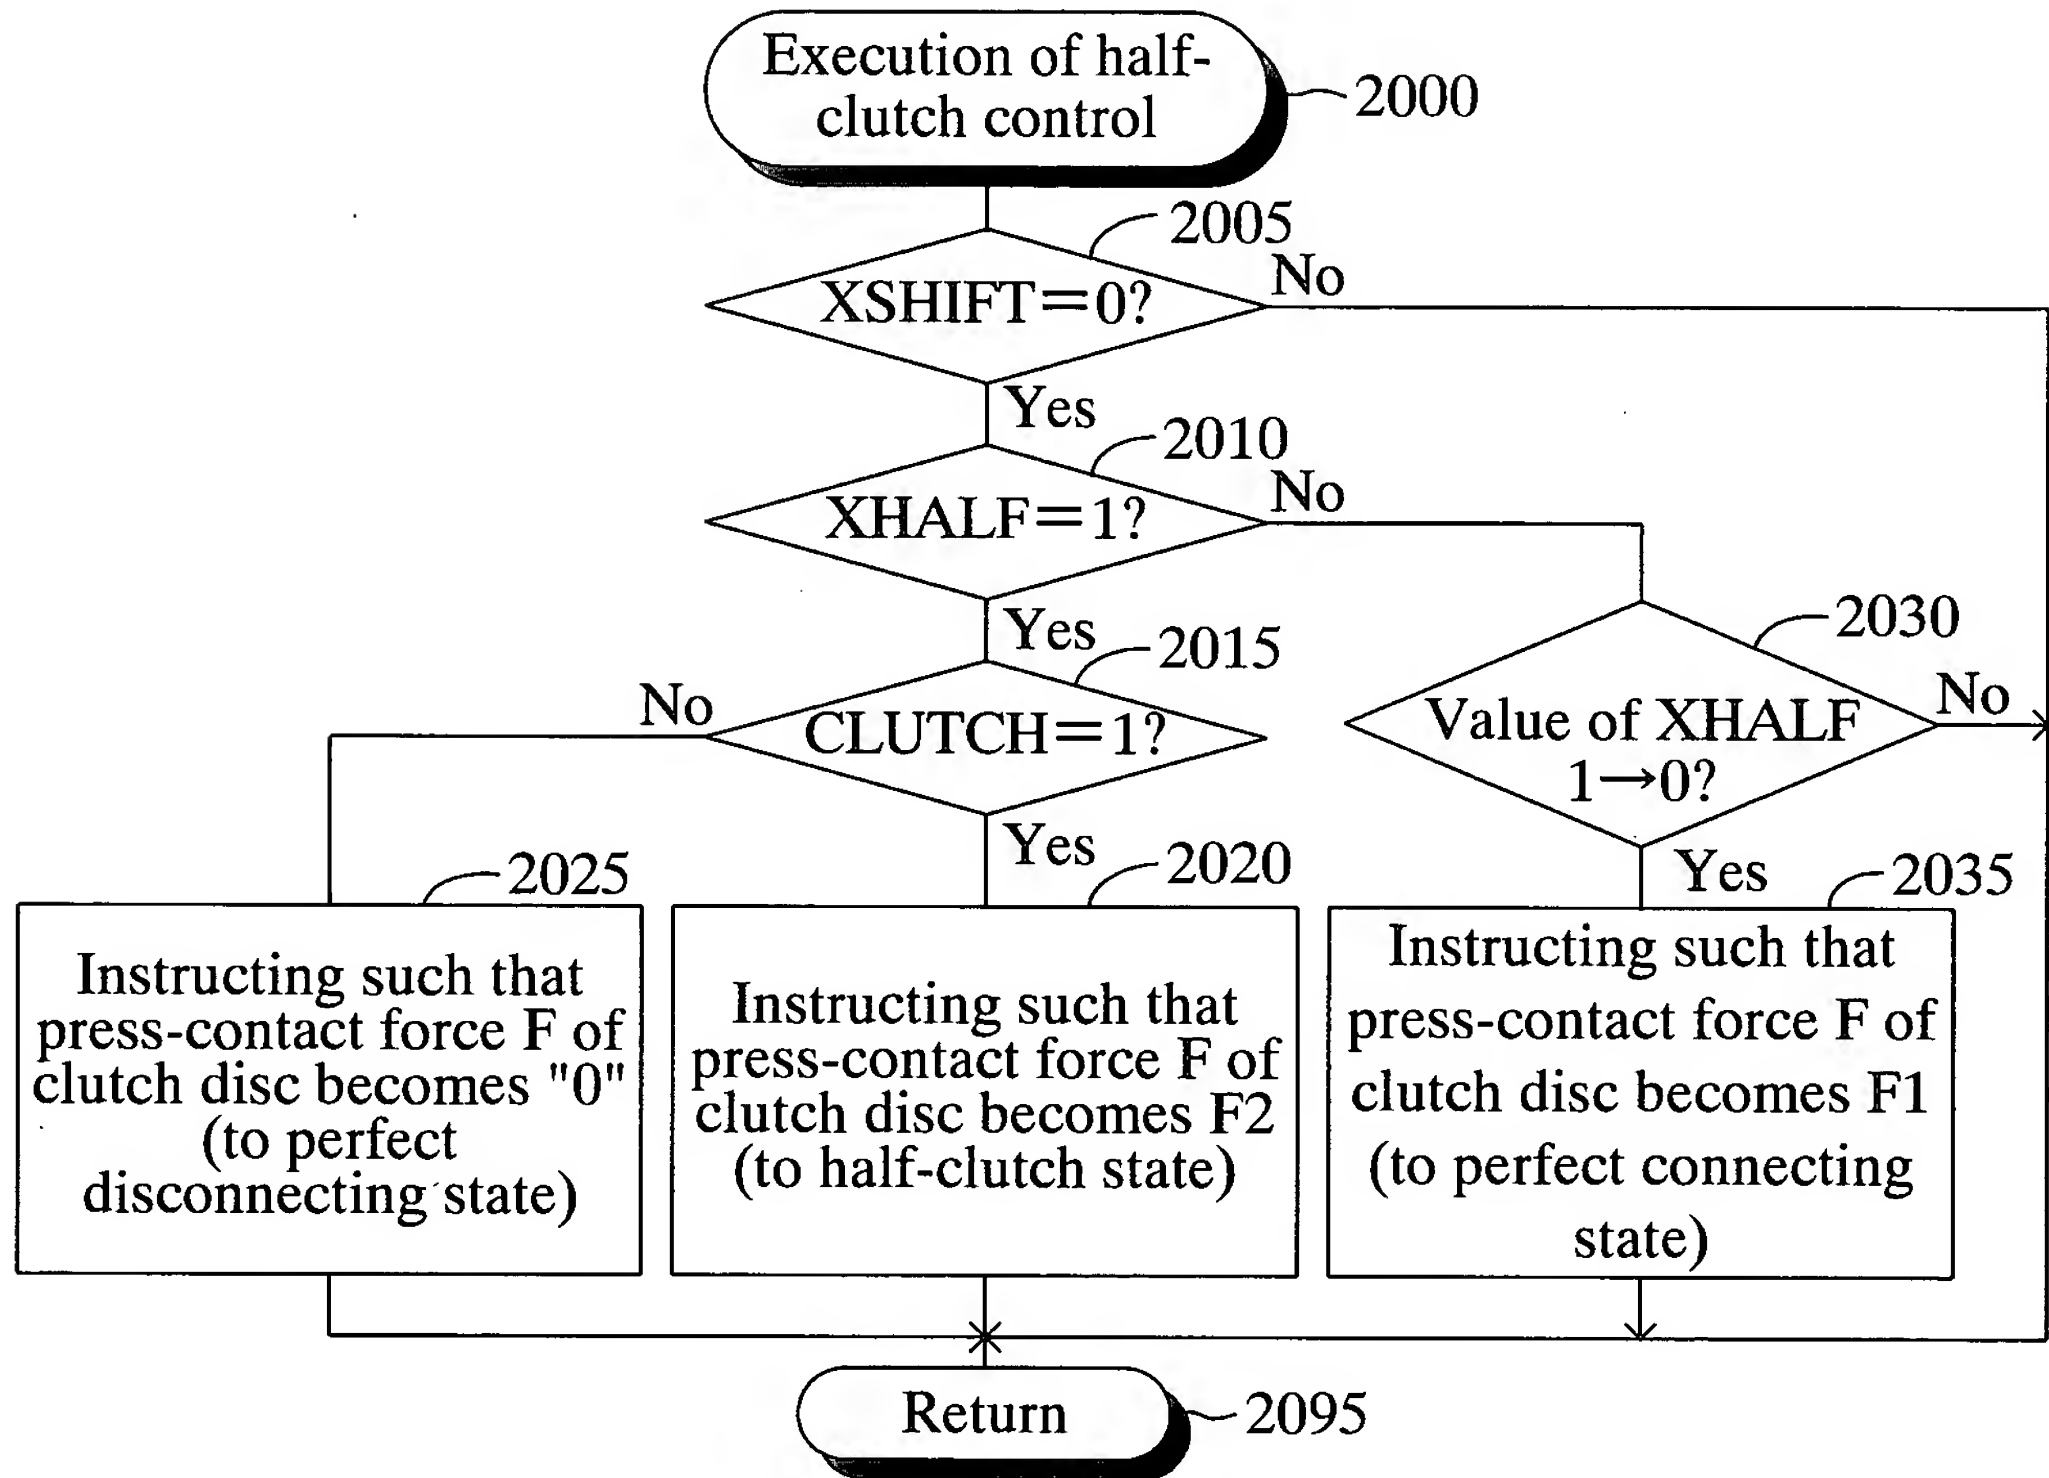 Execution of half-
clutch control
2000
2005
XSHIFT=0?
No
Yes
2010
XHALF=1?
No
Yes
2015
CLUTCH=1?
No
Yes
2030
Value of XHALF
1→0?
No
Yes
2025
Instructing such that
press-contact force F of
clutch disc becomes "0"
(to perfect
disconnecting state)
2020
Instructing such that
press-contact force F of
clutch disc becomes F2
(to half-clutch state)
2035
Instructing such that
press-contact force F of
clutch disc becomes F1
(to perfect connecting
state)
Return
2095